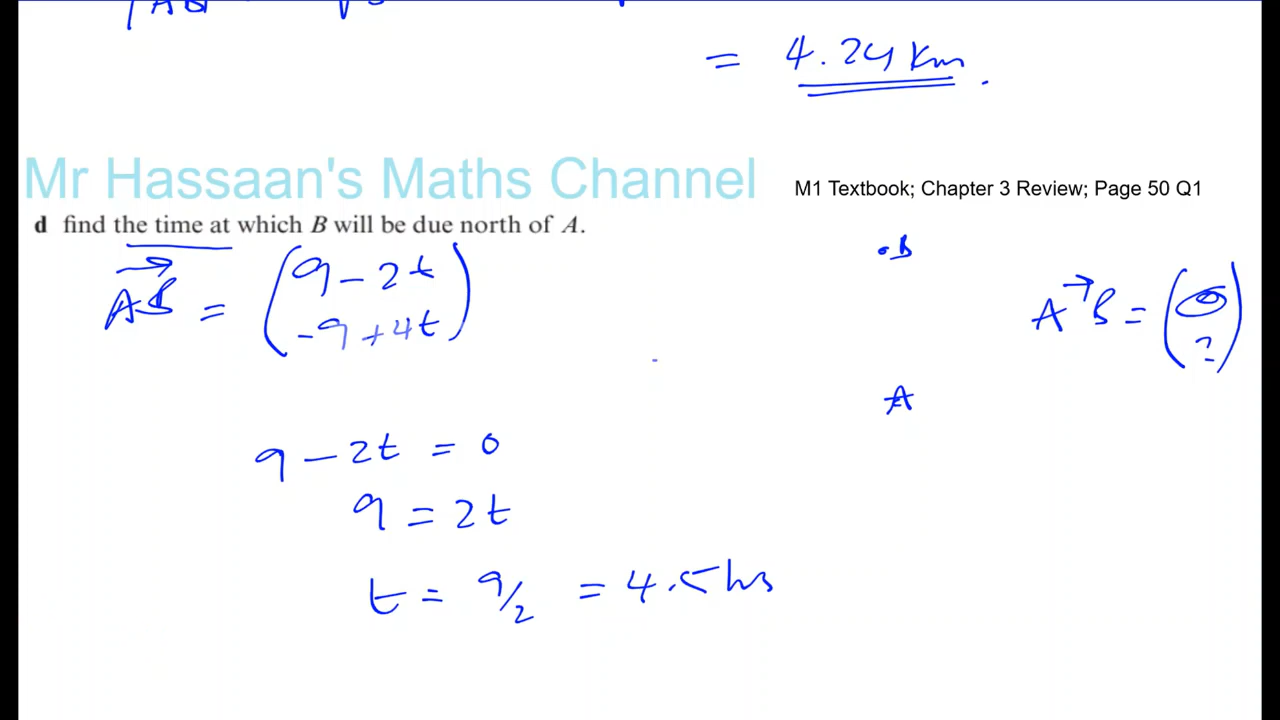 = 4.24 km.
Mr Hassaan's Maths Channel
M1 Textbook; Chapter 3 Review; Page 50 Q1
d find the time at which B will be due north of A.
AB = (9 - 2t
-9 + 4t)
.B
AB = (0
?)
A
9 - 2t = 0
9 = 2t
t = 9/2 = 4.5 hrs